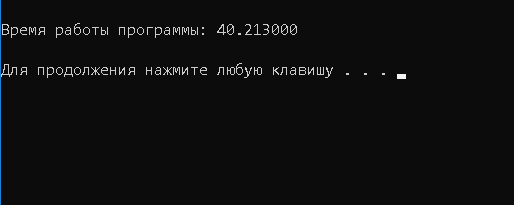 Время работы программы: 40.213000
Для продолжения нажмите любую клавишу . . .